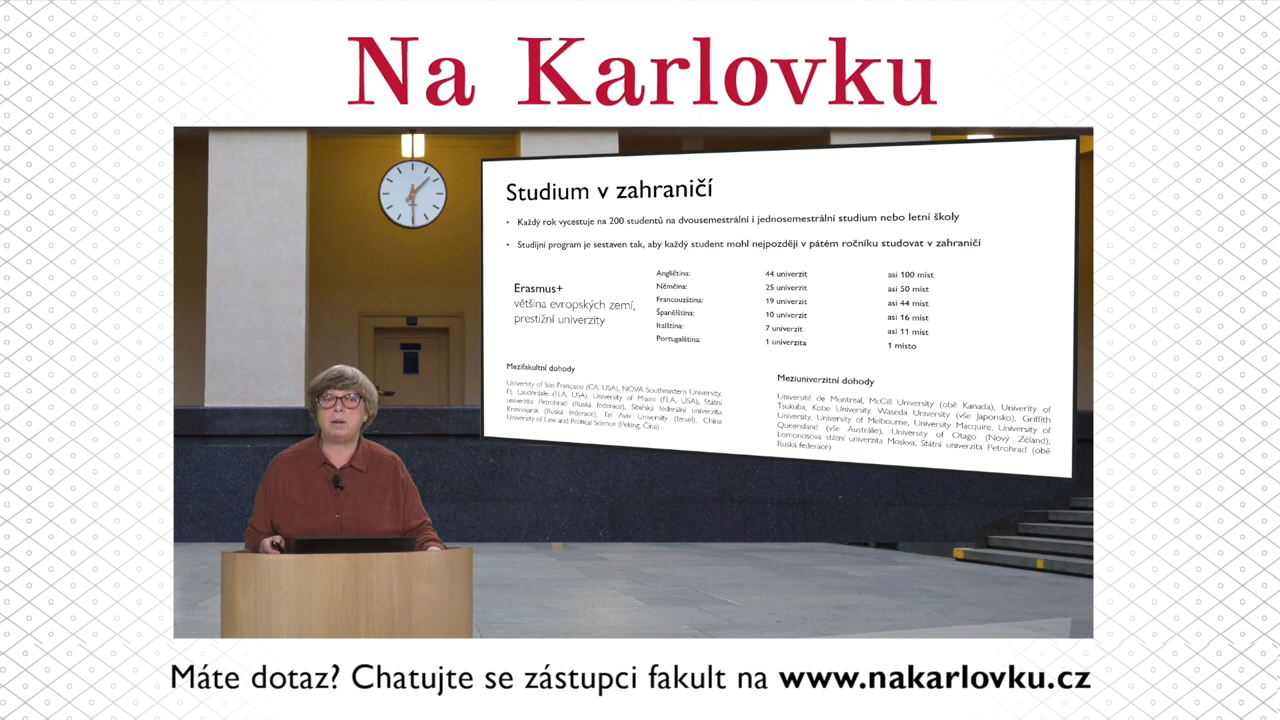 Na Karlovku
Studium v zahraničí
• Každý rok vycestuje na 200 studentů na dvousemestrální i jednosemestrální studium nebo letní školy
• Studijní program je sestaven tak, aby každý student mohl nejpozději v pátém ročníku studovat v zahraničí
Erasmus+
většina evropských zemí,
prestižní univerzity
Angličtina: 44 univerzit asi 100 míst
Němčina: 25 univerzit asi 50 míst
Francouzština: 19 univerzit asi 44 míst
Španělština: 10 univerzit asi 16 míst
Italština: 7 univerzit asi 11 míst
Portugalština: 1 univerzita 1 místo
Mezifakultní dohody
University of San Francisco (CA, USA), NOVA Southeastern University,
Ft. Lauderdale (FLA, USA), University of Miami (FLA, USA), Státní
univerzita Petrohrad (Ruská federace), Sibiřská federální univerzita
Krasnojarsk (Ruská federace), Tel Aviv University (Izrael), China
University of Law and Political Science (Peking, Čína)
Meziuniverzitní dohody
Université de Montreal, McGill University (obě Kanada), Univerity of
Tsukuba, Kobe University, Waseda University (vše Japonsko), Griffith
University, University of Melbourne, University Macquire, University of
Queensland (vše Austrálie), University of Otago (Nový Zéland),
Lomonosova státní univerzita Moskva, Státní univerzita Petrohrad (obě
Ruská federace)
Máte dotaz? Chatujte se zástupci fakult na www.nakarlovku.cz